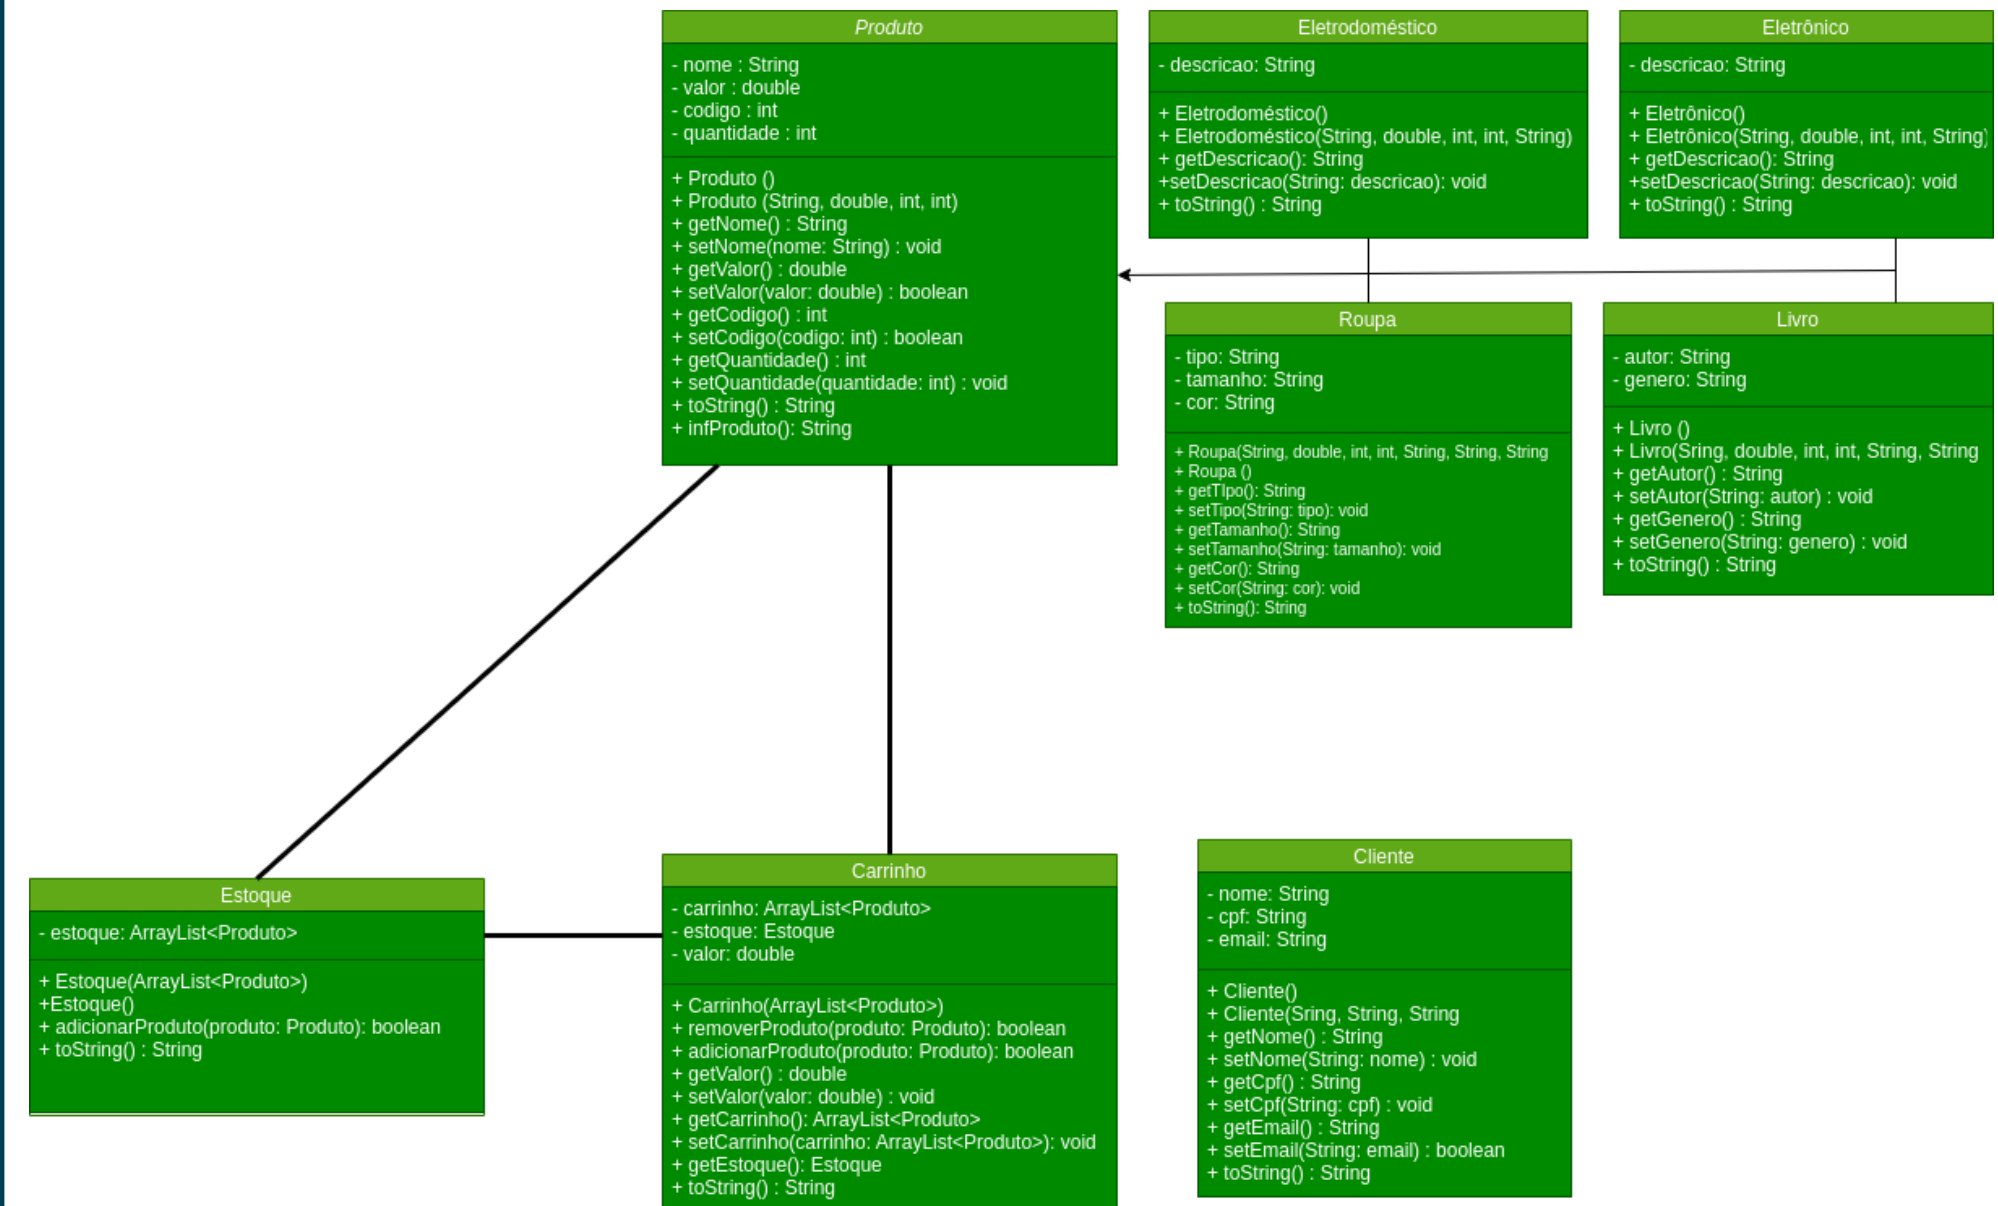 Produto
- nome : String
- valor : double
- codigo : int
- quantidade : int
+ Produto ()
+ Produto (String, double, int, int)
+ getNome() : String
+ setNome(nome: String) : void
+ getValor() : double
+ setValor(valor: double) : boolean
+ getCodigo() : int
+ setCodigo(codigo: int) : boolean
+ getQuantidade() : int
+ setQuantidade(quantidade: int) : void
+ toString() : String
+ infProduto(): String
Eletrodoméstico
- descricao: String
+ Eletrodoméstico()
+ Eletrodoméstico(String, double, int, int, String)
+ getDescricao(): String
+setDescricao(String: descricao): void
+ toString() : String
Eletrônico
- descricao: String
+ Eletrônico()
+ Eletrônico(String, double, int, int, String)
+ getDescricao(): String
+setDescricao(String: descricao): void
+ toString() : String
Roupa
- tipo: String
- tamanho: String
- cor: String
+ Roupa(String, double, int, int, String, String, String
+ Roupa ()
+ getTIpo(): String
+ setTipo(String: tipo): void
+ getTamanho(): String
+ setTamanho(String: tamanho): void
+ getCor(): String
+ setCor(String: cor): void
+ toString(): String
Livro
- autor: String
- genero: String
+ Livro ()
+ Livro(Sring, double, int, int, String, String
+ getAutor() : String
+ setAutor(String: autor) : void
+ getGenero() : String
+ setGenero(String: genero) : void
+ toString() : String
Estoque
- estoque: ArrayList<Produto>
+ Estoque(ArrayList<Produto>)
+Estoque()
+ adicionarProduto(produto: Produto): boolean
+ toString() : String
Carrinho
- carrinho: ArrayList<Produto>
- estoque: Estoque
- valor: double
+ Carrinho(ArrayList<Produto>)
+ removerProduto(produto: Produto): boolean
+ adicionarProduto(produto: Produto): boolean
+ getValor() : double
+ setValor(valor: double) : void
+ getCarrinho(): ArrayList<Produto>
+ setCarrinho(carrinho: ArrayList<Produto>): void
+ getEstoque(): Estoque
+ toString() : String
Cliente
- nome: String
- cpf: String
- email: String
+ Cliente()
+ Cliente(Sring, String, String
+ getNome() : String
+ setNome(String: nome) : void
+ getCpf() : String
+ setCpf(String: cpf) : void
+ getEmail() : String
+ setEmail(String: email) : boolean
+ toString() : String